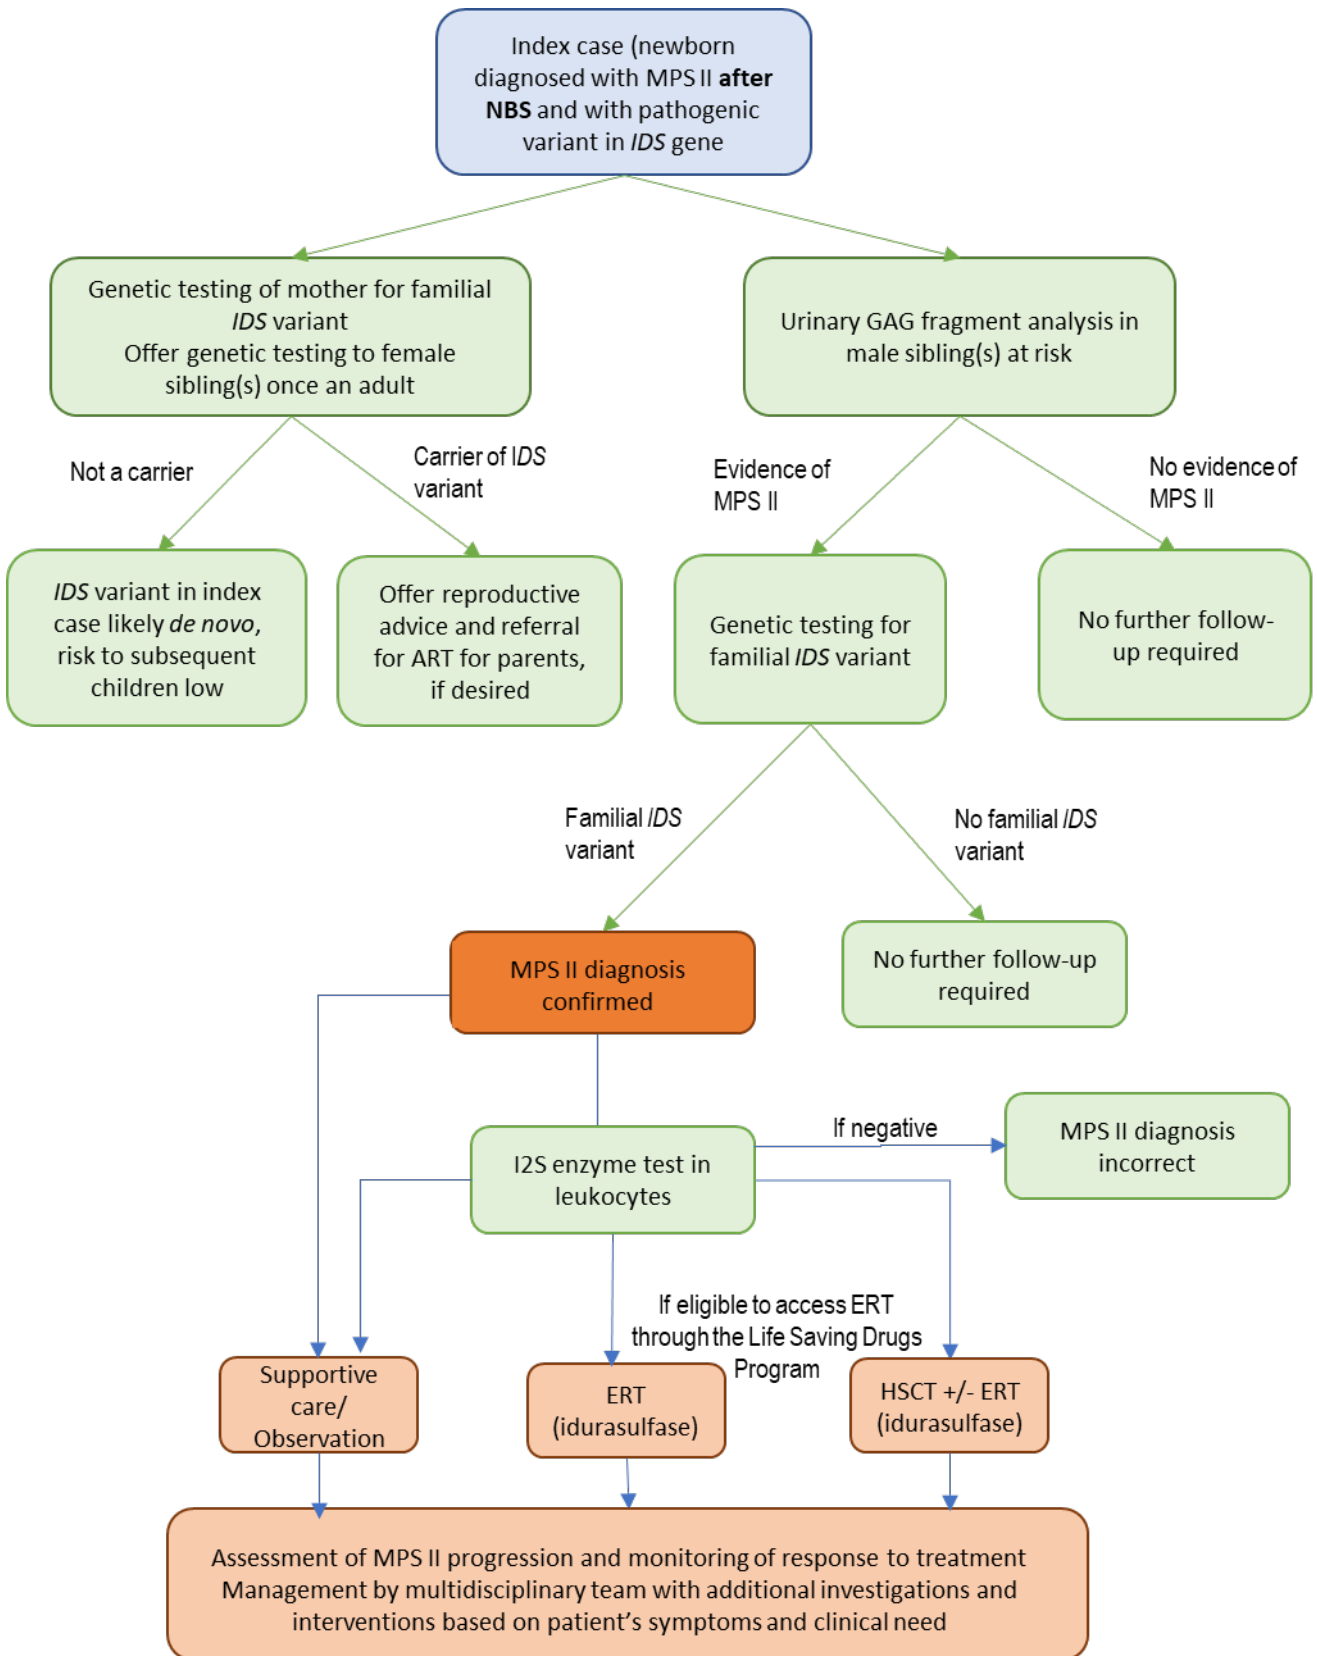 Index case (newborn
diagnosed with MPS II after
NBS and with pathogenic
variant in IDS gene
Genetic testing of mother for familial
IDS variant
Offer genetic testing to female
sibling(s) once an adult
Urinary GAG fragment analysis in
male sibling(s) at risk
Not a carrier
Carrier of IDS
variant
Evidence of
MPS II
No evidence of
MPS II
IDS variant in index
case likely de novo,
risk to subsequent
children low
Offer reproductive
advice and referral
for ART for parents,
if desired
Genetic testing for
familial IDS variant
No further follow-
up required
Familial IDS
variant
No familial IDS
variant
MPS II diagnosis
confirmed
No further follow-up
required
If negative
MPS II diagnosis
incorrect
I2S enzyme test in
leukocytes
If eligible to access ERT
through the Life Saving Drugs
Program
Supportive
care/
Observation
ERT
(idurasulfase)
HSCT +/- ERT
(idurasulfase)
Assessment of MPS II progression and monitoring of response to treatment
Management by multidisciplinary team with additional investigations and
interventions based on patient's symptoms and clinical need